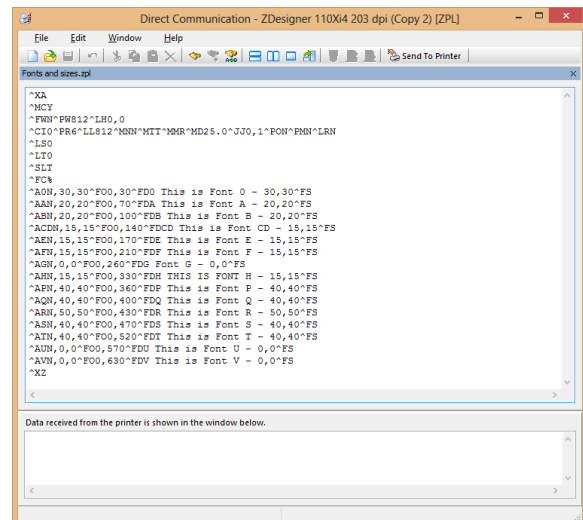 Direct Communication - ZDesigner 110Xi4 203 dpi (Copy 2) [ZPL]
File Edit Window Help
Send To Printer
Fonts and sizes.zpl
^XA
^MCY
^FWN^PW812^LH0,0
^CI0^PR6^LL812^MNN^MTT^MMR^MD25.0^JJ0,1^PON^PMN^LRN
^LS0
^LT0
^SLT
^FC%
^A0N,30,30^FO0,30^FD0 This is Font 0 - 30,30^FS
^AAN,20,20^FO0,70^FDA This is Font A - 20,20^FS
^ABN,20,20^FO0,100^FDB This is Font B - 20,20^FS
^ACDN,15,15^FO0,140^FDCD This is Font CD - 15,15^FS
^AEN,15,15^FO0,170^FDE This is Font E - 15,15^FS
^AFN,15,15^FO0,210^FDF This is Font F - 15,15^FS
^AGN,0,0^FO0,260^FDG Font G - 0,0^FS
^AHN,15,15^FO0,330^FDH THIS IS FONT H - 15,15^FS
^APN,40,40^FO0,360^FDP This is Font P - 40,40^FS
^AQN,40,40^FO0,400^FDQ This is Font Q - 40,40^FS
^ARN,50,50^FO0,430^FDR This is Font R - 50,50^FS
^ASN,40,40^FO0,470^FDS This is Font S - 40,40^FS
^ATN,40,40^FO0,520^FDT This is Font T - 40,40^FS
^AUN,0,0^FO0,570^FDU This is Font U - 0,0^FS
^AVN,0,0^FO0,630^FDV This is Font V - 0,0^FS
^XZ
Data received from the printer is shown in the window below.